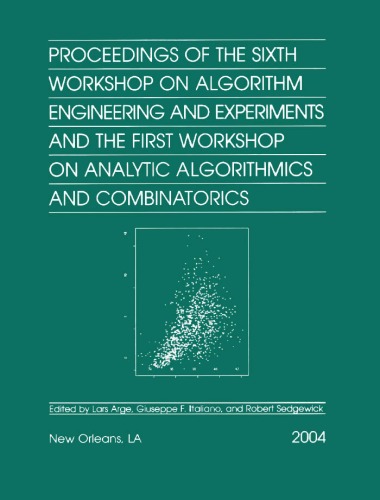 PROCEEDINGS OF THE SIXTH
WORKSHOP ON ALGORITHM
ENGINEERING AND EXPERIMENTS
AND THE FIRST WORKSHOP
ON ANALYTIC ALGORITHMICS
AND COMBINATORICS
Edited by Lars Arge, Giuseppe F. Italiano, and Robert Sedgewick
New Orleans, LA 2004